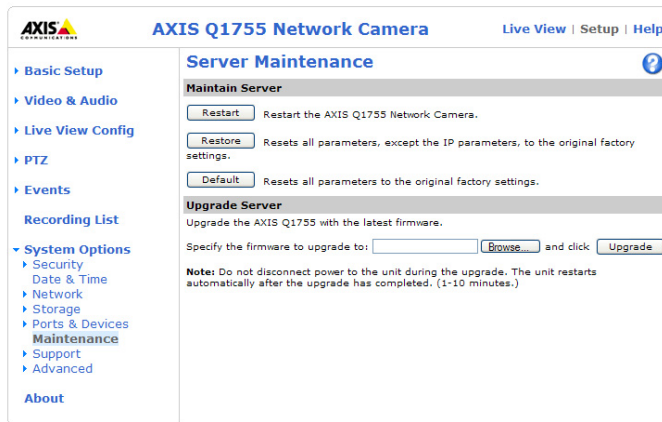 AXIS
COMMUNICATIONS
AXIS Q1755 Network Camera
Live View | Setup | Help
Basic Setup
Video & Audio
Live View Config
PTZ
Events
Recording List
System Options
Security
Date & Time
Network
Storage
Ports & Devices
Maintenance
Support
Advanced
About
Server Maintenance
?
Maintain Server
Restart Restart the AXIS Q1755 Network Camera.
Restore Resets all parameters, except the IP parameters, to the original factory
settings.
Default Resets all parameters to the original factory settings.
Upgrade Server
Upgrade the AXIS Q1755 with the latest firmware.
Specify the firmware to upgrade to: Browse... and click Upgrade
Note: Do not disconnect power to the unit during the upgrade. The unit restarts
automatically after the upgrade has completed. (1-10 minutes.)